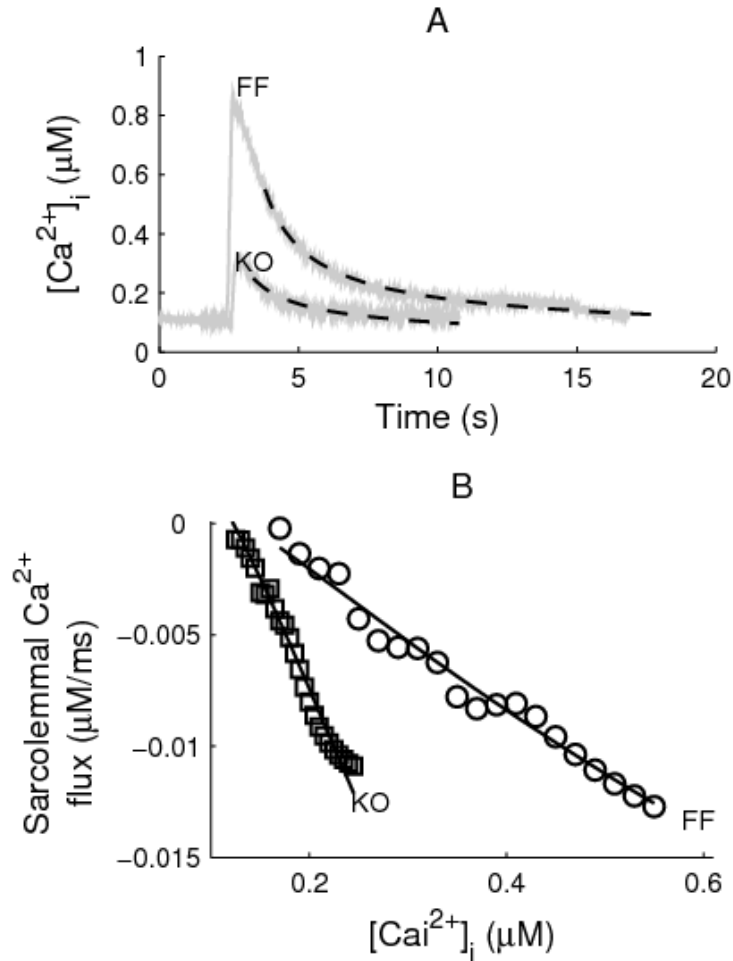 A
[Ca²⁺]ᵢ (μM)
1
0.8
0.6
0.4
0.2
0
FF
KO
0 5 10 15 20
Time (s)
B
Sarcolemmal Ca²⁺
flux (μM/ms)
0
−0.005
−0.01
−0.015
KO
FF
0.2 0.4 0.6
[Cai²⁺]ᵢ (μM)